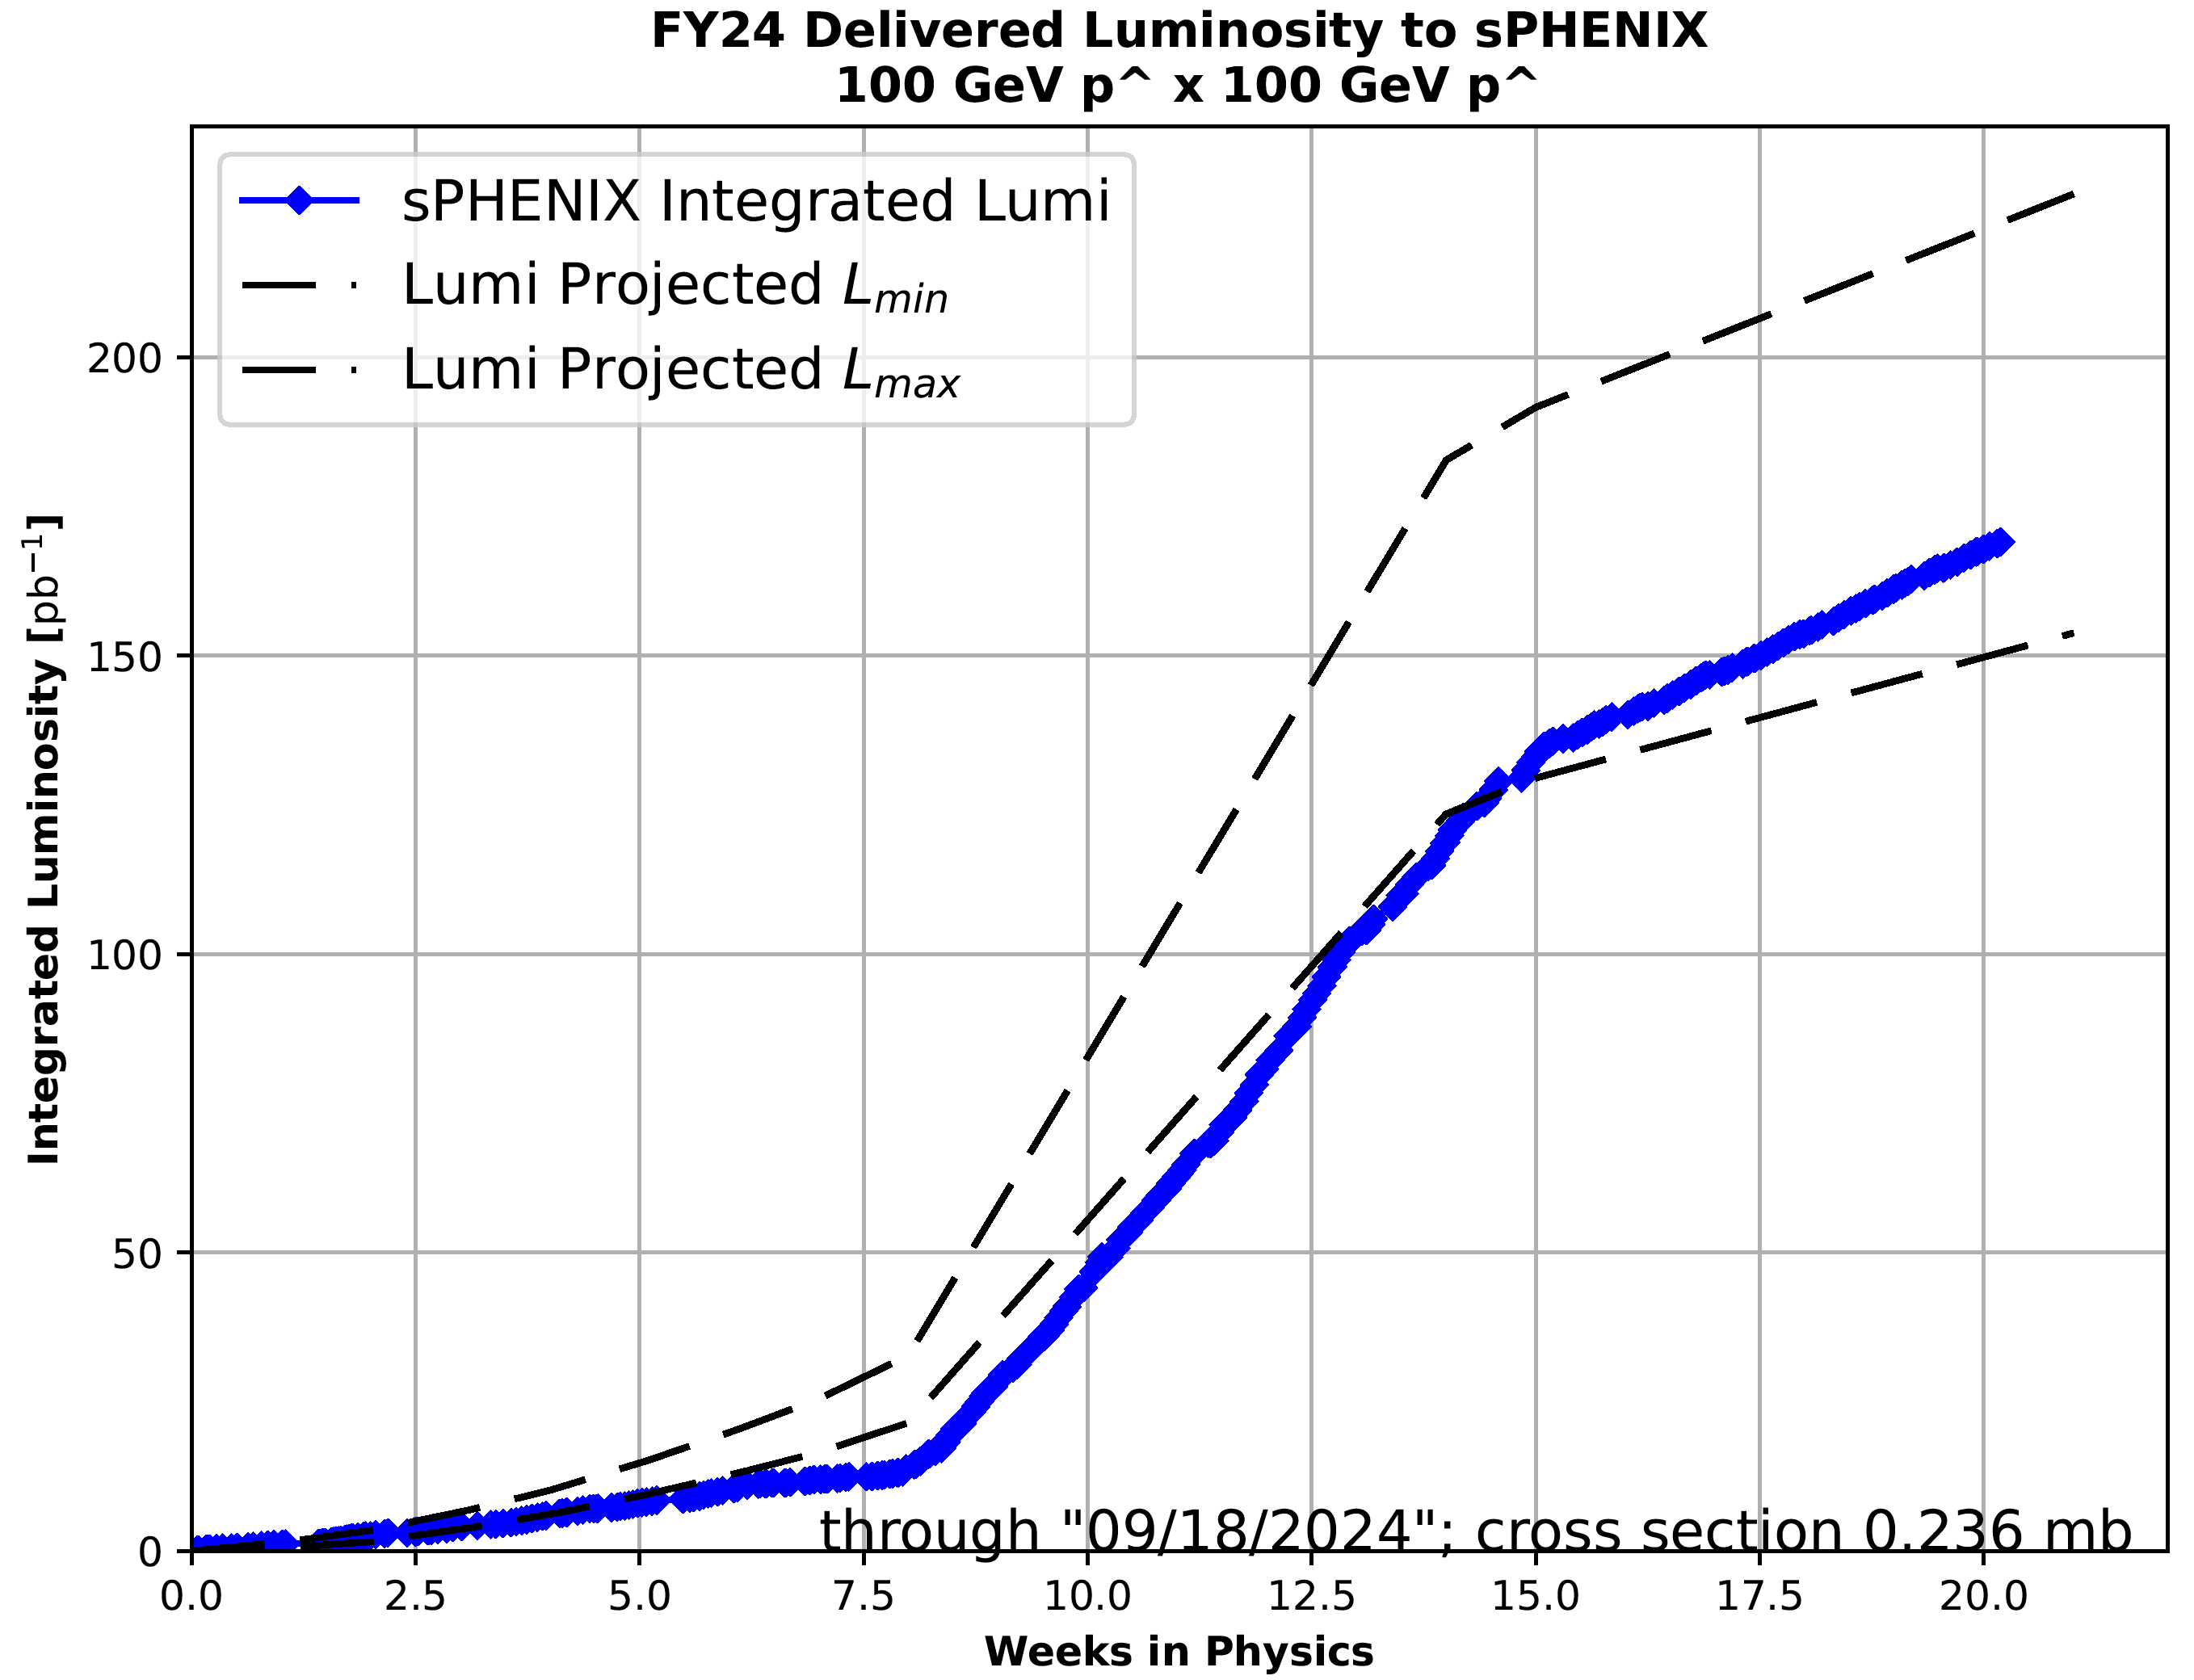 FY24 Delivered Luminosity to sPHENIX
100 GeV p^ x 100 GeV p^
sPHENIX Integrated Lumi
Lumi Projected L_min
Lumi Projected L_max
Integrated Luminosity [pb⁻¹]
200
150
100
50
0
through "09/18/2024"; cross section 0.236 mb
0.0 2.5 5.0 7.5 10.0 12.5 15.0 17.5 20.0
Weeks in Physics